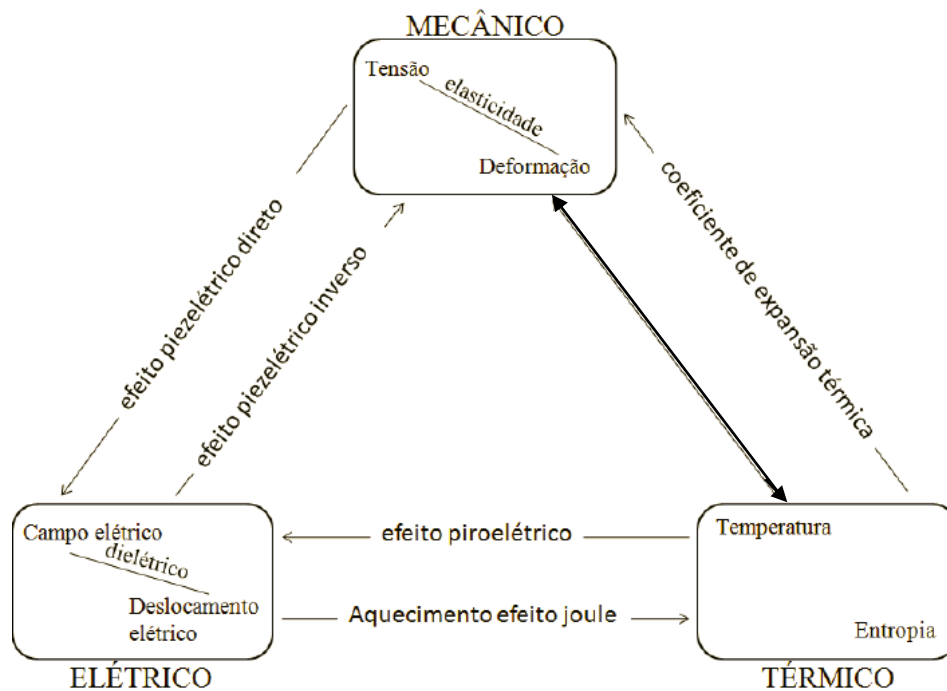 MECÂNICO
Tensão
elasticidade
Deformação
efeito piezelétrico direto
efeito piezelétrico inverso
coeficiente de expansão térmica
Campo elétrico
dielétrico
Deslocamento
elétrico
ELÉTRICO
efeito piroelétrico
Aquecimento efeito joule
Temperatura
Entropia
TÉRMICO